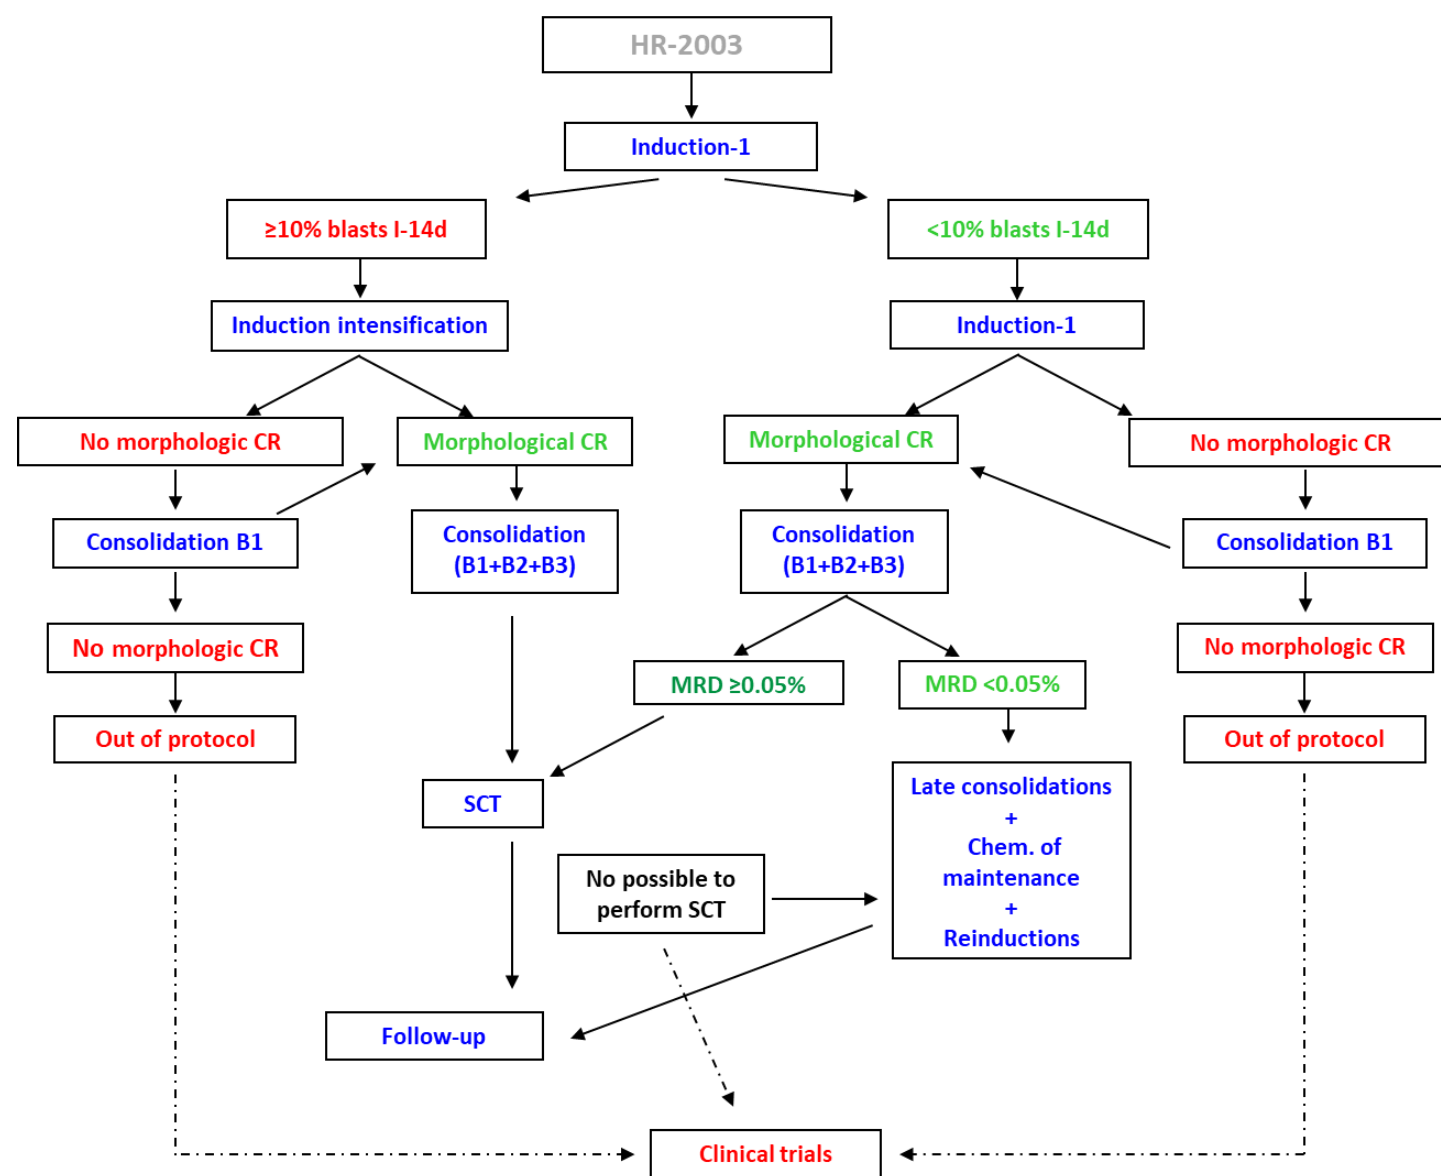 HR-2003
Induction-1
≥10% blasts I-14d
<10% blasts I-14d
Induction intensification
Induction-1
No morphologic CR
Morphological CR
Morphological CR
No morphologic CR
Consolidation B1
Consolidation
(B1+B2+B3)
Consolidation
(B1+B2+B3)
Consolidation B1
No morphologic CR
MRD ≥0.05%
MRD <0.05%
No morphologic CR
Out of protocol
Out of protocol
SCT
Late consolidations
+
Chem. of
maintenance
+
Reinductions
No possible to
perform SCT
Follow-up
Clinical trials